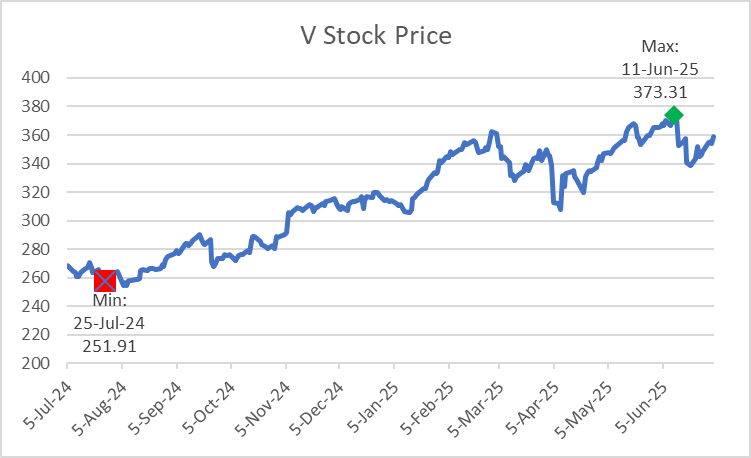 V Stock Price
Max:
11-Jun-25
373.31
400
380
360
340
320
300
280
260
240
220
200
Min:
25-Jul-24
251.91
5-Jul-24
5-Aug-24
5-Sep-24
5-Oct-24
5-Nov-24
5-Dec-24
5-Jan-25
5-Feb-25
5-Mar-25
5-Apr-25
5-May-25
5-Jun-25